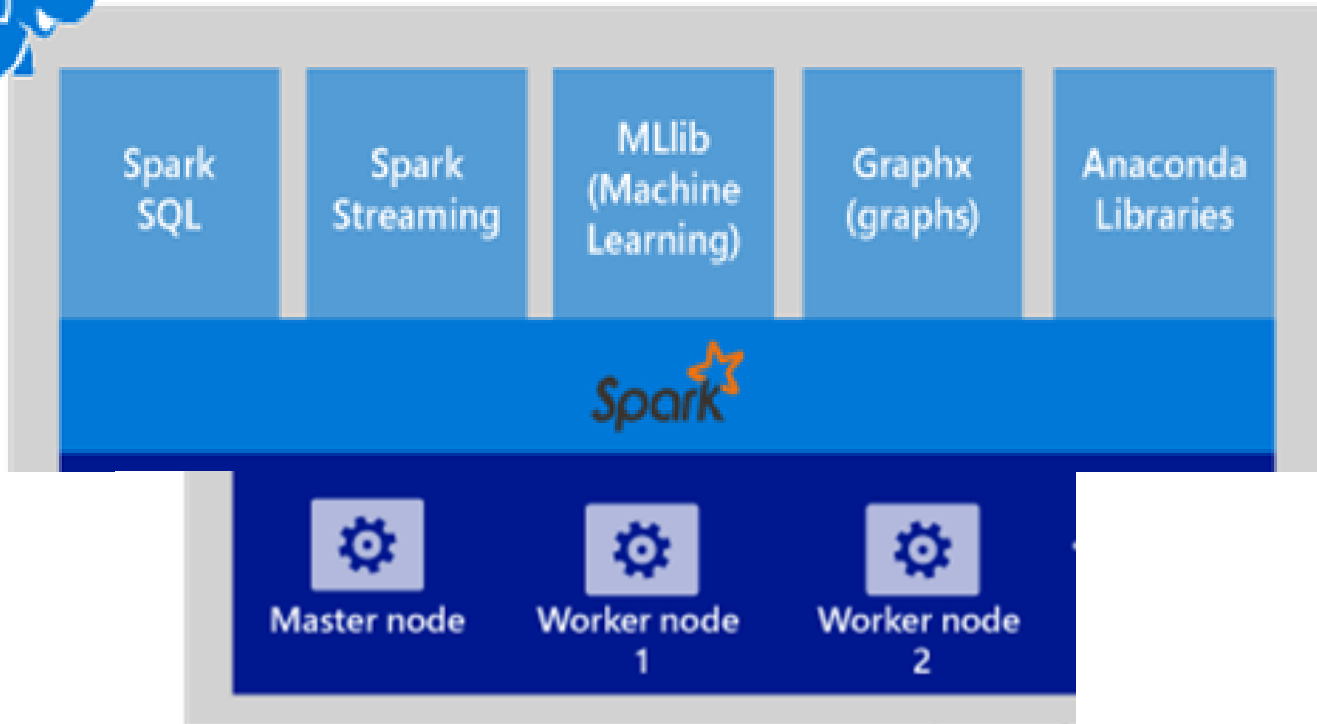 Spark
SQL
Spark
Streaming
MLlib
(Machine
Learning)
Graphx
(graphs)
Anaconda
Libraries
Spark
Master node
Worker node
1
Worker node
2